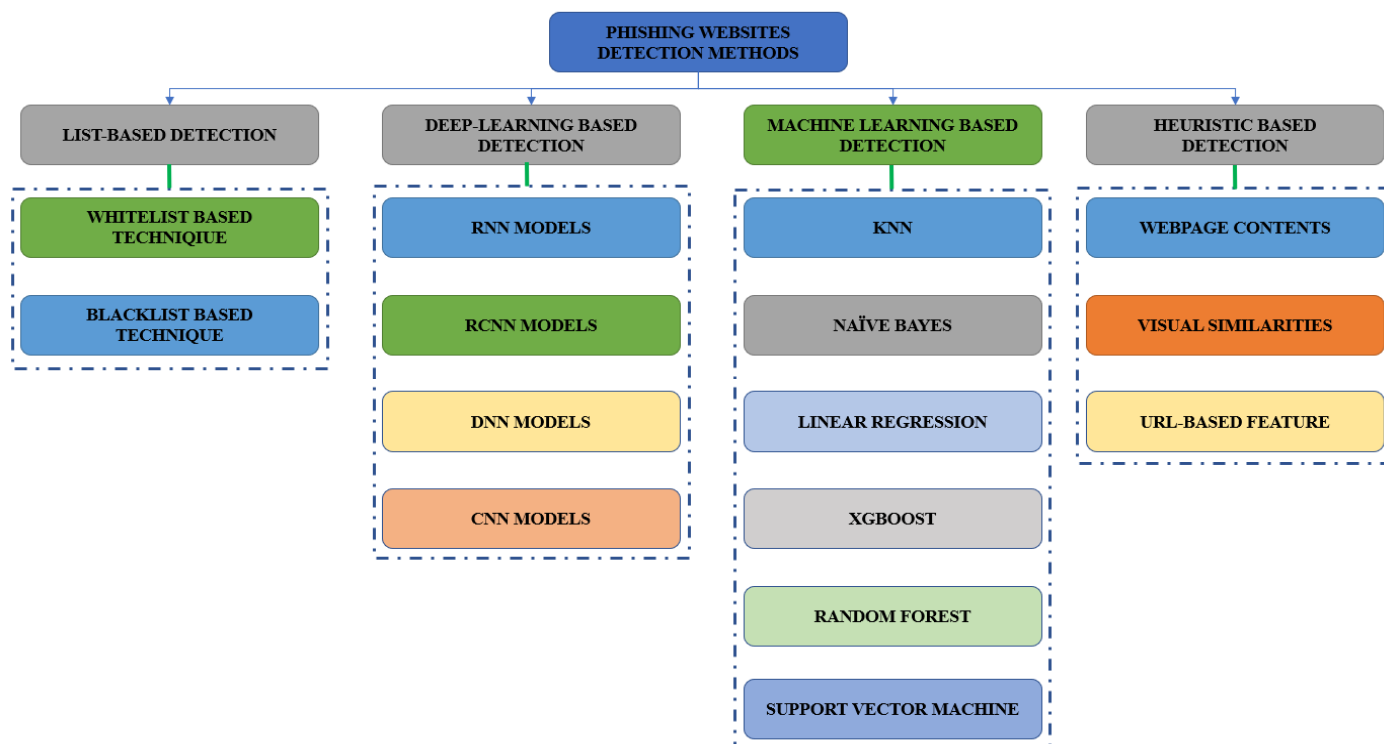 PHISHING WEBSITES
DETECTION METHODS
LIST-BASED DETECTION
WHITELIST BASED
TECHNIQIUE
BLACKLIST BASED
TECHNIQUE
DEEP-LEARNING BASED
DETECTION
RNN MODELS
RCNN MODELS
DNN MODELS
CNN MODELS
MACHINE LEARNING BASED
DETECTION
KNN
NAÏVE BAYES
LINEAR REGRESSION
XGBOOST
RANDOM FOREST
SUPPORT VECTOR MACHINE
HEURISTIC BASED
DETECTION
WEBPAGE CONTENTS
VISUAL SIMILARITIES
URL-BASED FEATURE